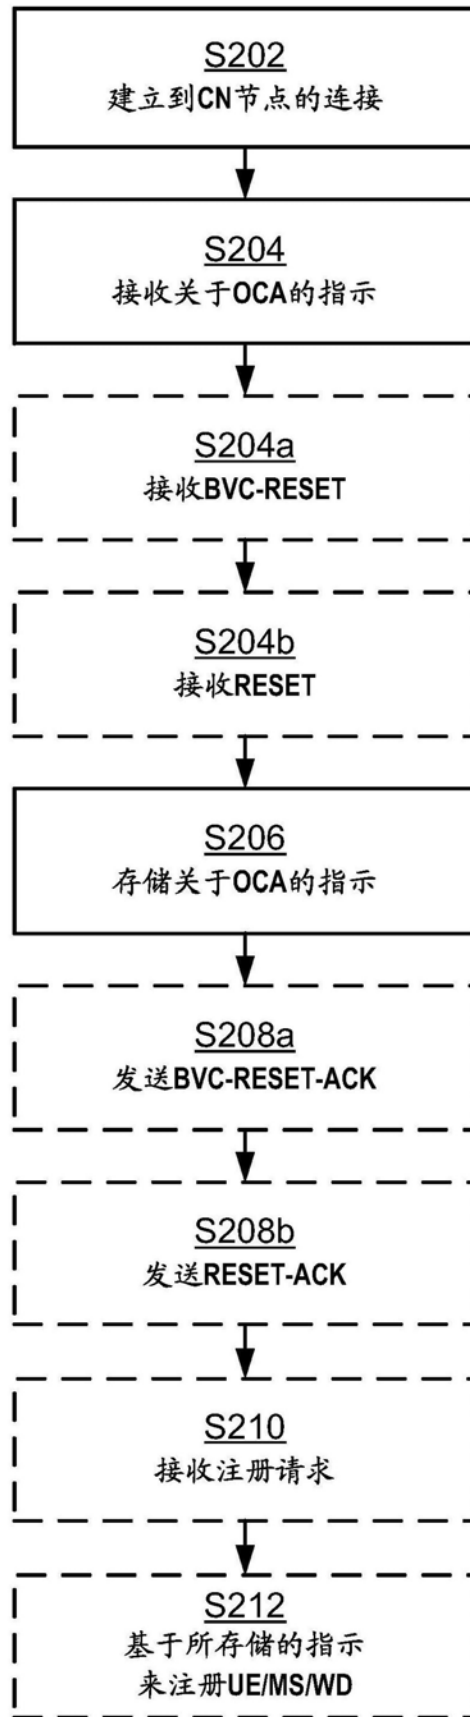 S202
建立到CN节点的连接
S204
接收关于OCA的指示
S204a
接收BVC-RESET
S204b
接收RESET
S206
存储关于OCA的指示
S208a
发送BVC-RESET-ACK
S208b
发送RESET-ACK
S210
接收注册请求
S212
基于所存储的指示
来注册UE/MS/WD